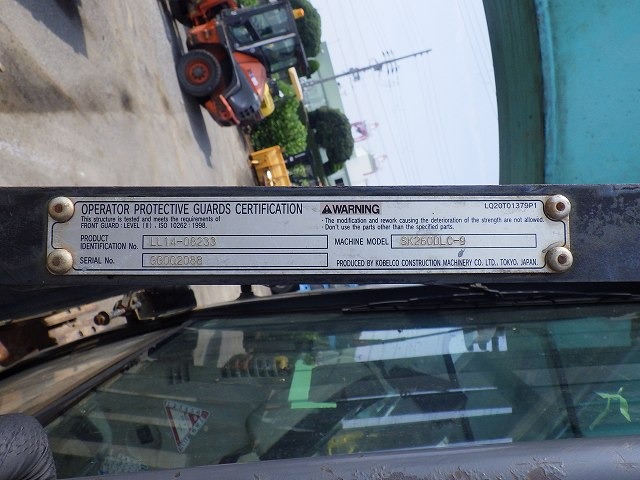 OPERATOR PROTECTIVE GUARDS CERTIFICATION
This structure is tested and meets the requirements of
FRONT GUARD : LEVEL (Ⅱ) , ISO 10262 : 1998.
PRODUCT IDENTIFICATION No. LL14-08233
SERIAL No. GGDG2088
⚠WARNING LQ20T01379P1
· The modification and rework causing the deterioration of the strength are not allowed.
· Don't use the parts other than the specified parts.
MACHINE MODEL SK260DLC-9
PRODUCED BY KOBELCO CONSTRUCTION MACHINERY CO. LTD., TOKYO, JAPAN.